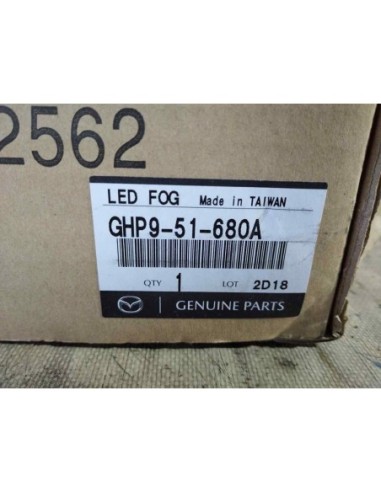 2562
LED FOG Made in TAIWAN
GHP9-51-680A
QTY 1 LOT 2D18
GENUINE PARTS